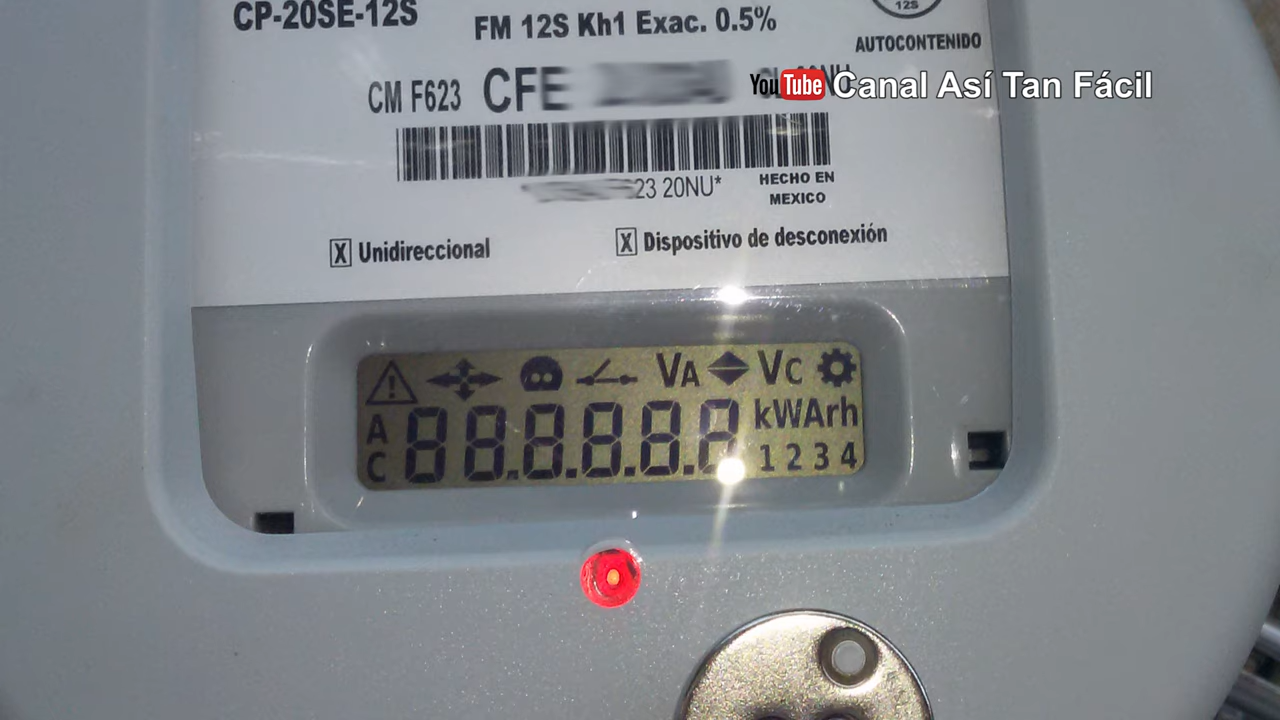 CP-20SE-12S
FM 12S Kh1 Exac. 0.5%
12S
AUTOCONTENIDO
CM F623 CFE
YouTube Canal Así Tan Fácil
23 20NU*
HECHO EN
MEXICO
X Unidireccional
X Dispositivo de desconexión
VA VC
A
C
88.8.8.8.8
kWArh
1 2 3 4